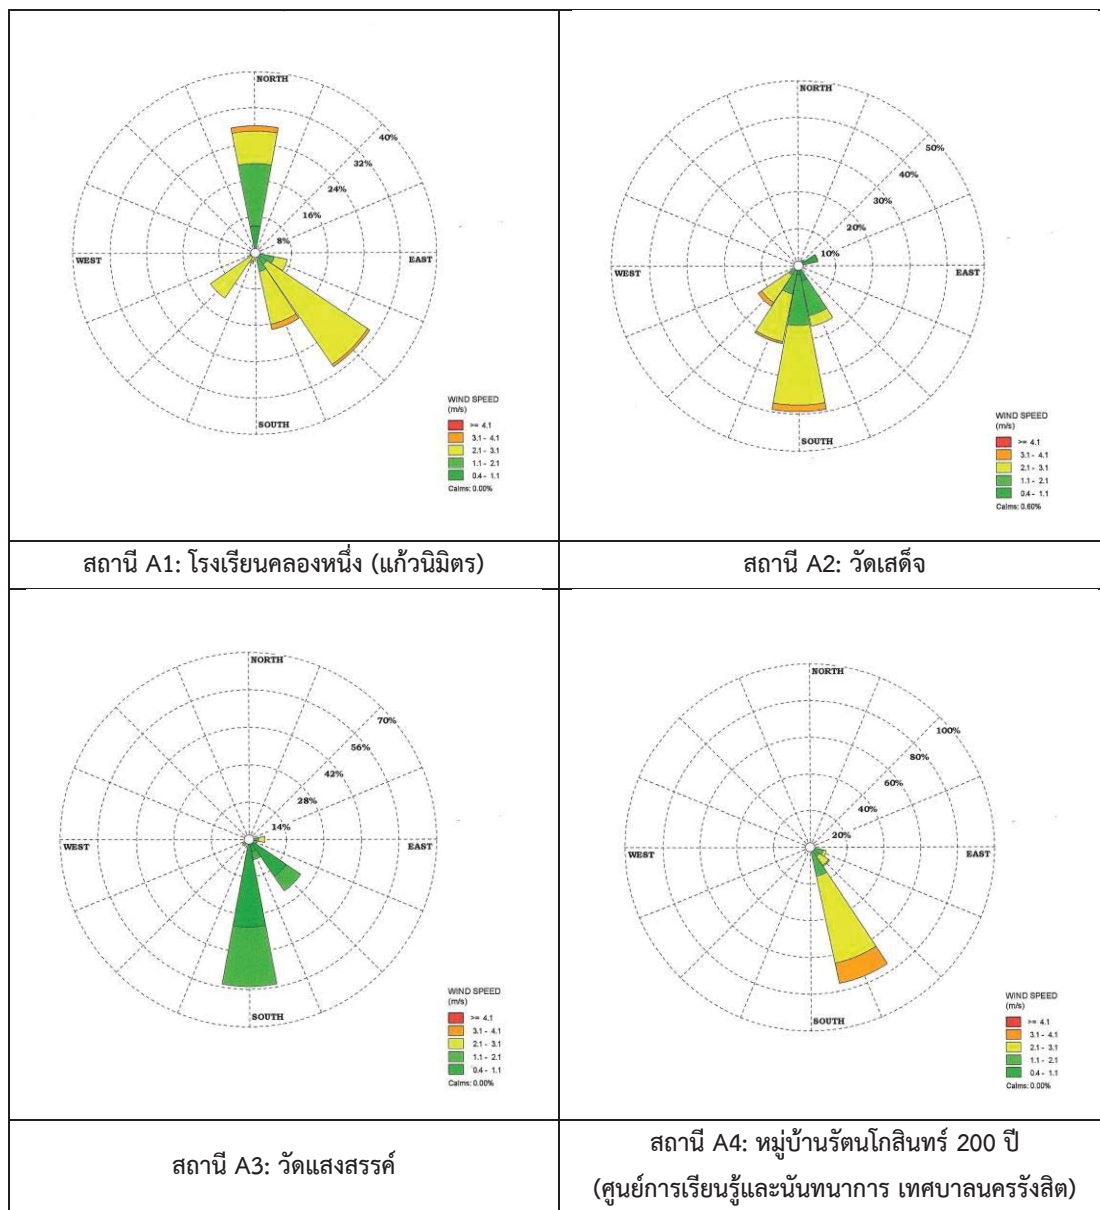 NORTH
40%
32%
24%
16%
8%
WEST
EAST
SOUTH
WIND SPEED
(m/s)
>= 4.1
3.1 - 4.1
2.1 - 3.1
1.1 - 2.1
0.4 - 1.1
Calms: 0.00%
สถานี A1: โรงเรียนคลองหนึ่ง (แก้วนิมิตร)
NORTH
50%
40%
30%
20%
10%
WEST
EAST
SOUTH
WIND SPEED
(m/s)
>= 4.1
3.1 - 4.1
2.1 - 3.1
1.1 - 2.1
0.4 - 1.1
Calms: 0.60%
สถานี A2: วัดเสด็จ
NORTH
70%
56%
42%
28%
14%
WEST
EAST
SOUTH
WIND SPEED
(m/s)
>= 4.1
3.1 - 4.1
2.1 - 3.1
1.1 - 2.1
0.4 - 1.1
Calms: 0.00%
สถานี A3: วัดแสงสรรค์
NORTH
100%
80%
60%
40%
20%
WEST
EAST
SOUTH
WIND SPEED
(m/s)
>= 4.1
3.1 - 4.1
2.1 - 3.1
1.1 - 2.1
0.4 - 1.1
Calms: 0.00%
สถานี A4: หมู่บ้านรัตนโกสินทร์ 200 ปี
(ศูนย์การเรียนรู้และนันทนาการ เทศบาลนครรังสิต)